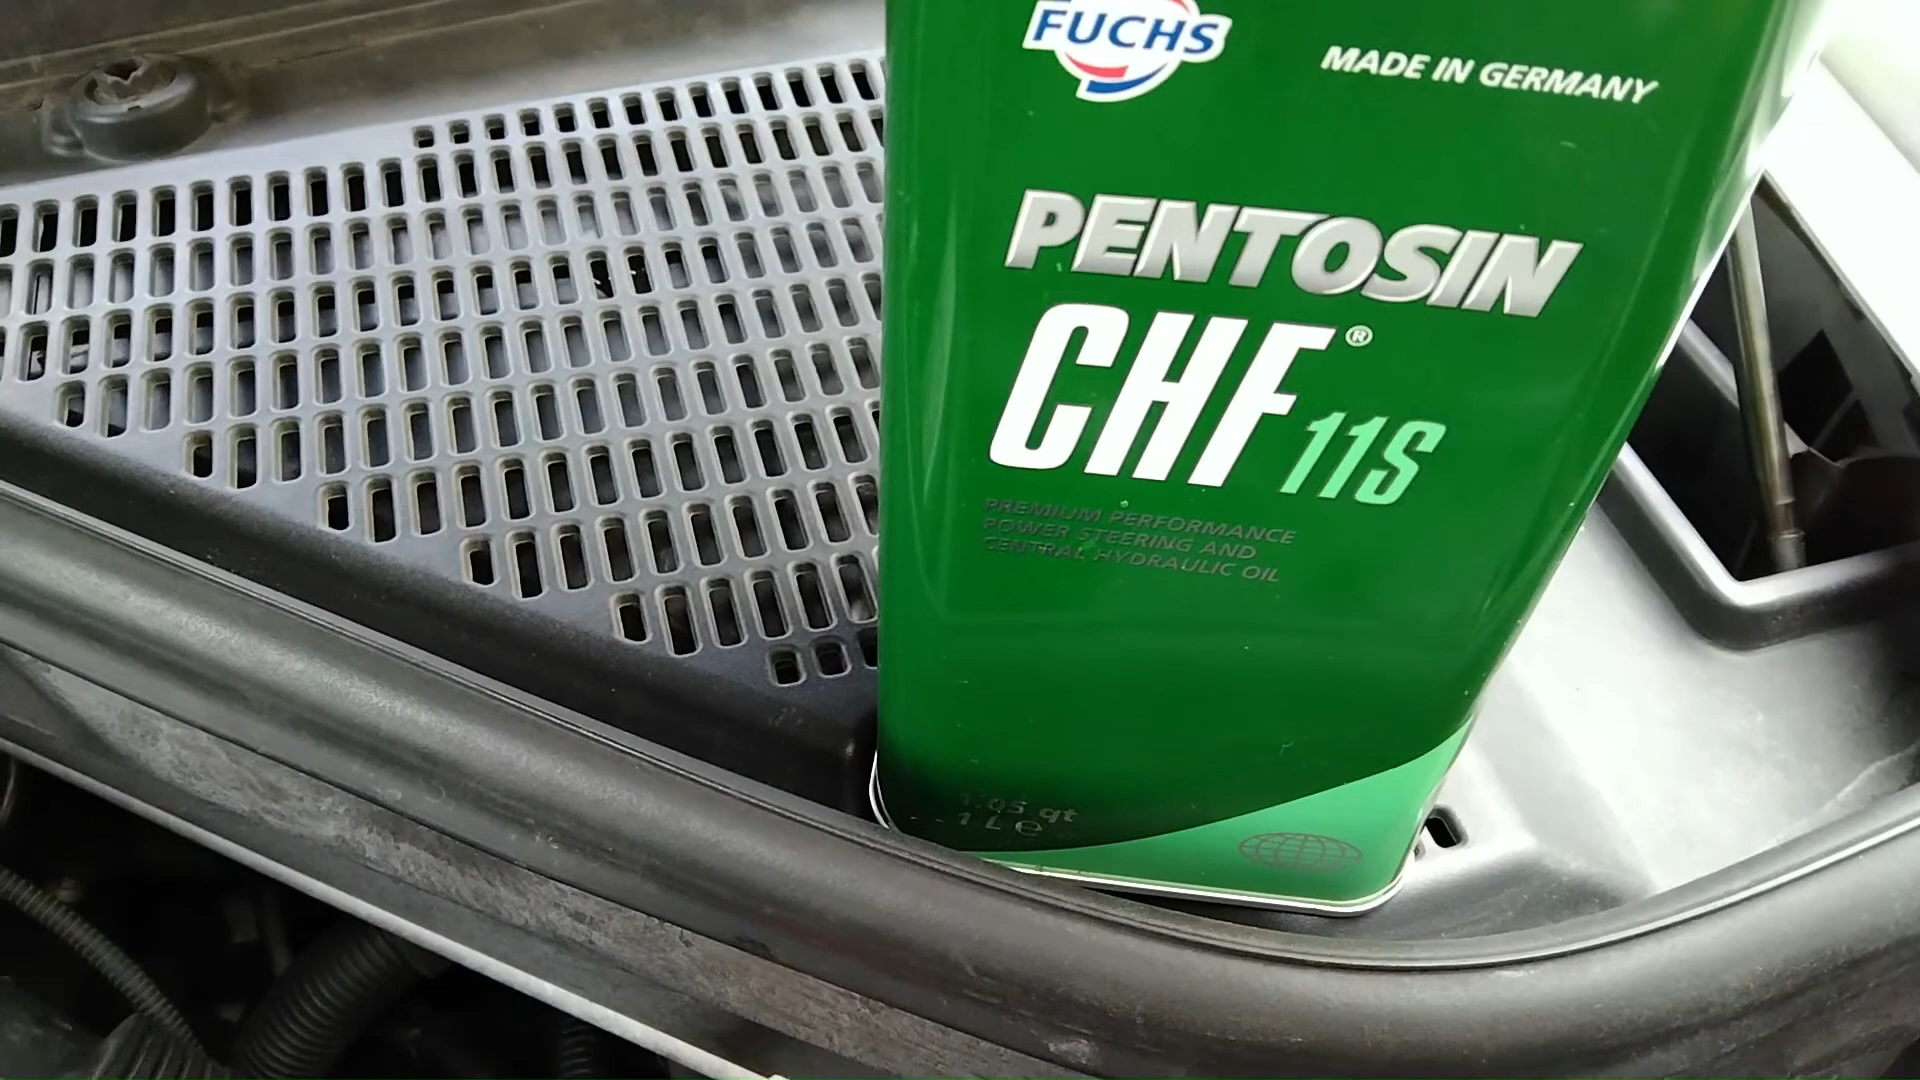 FUCHS
MADE IN GERMANY
PENTOSIN
CHF®
11S
PREMIUM PERFORMANCE
POWER STEERING AND
CENTRAL HYDRAULIC OIL
1.05 qt
1 L ℮